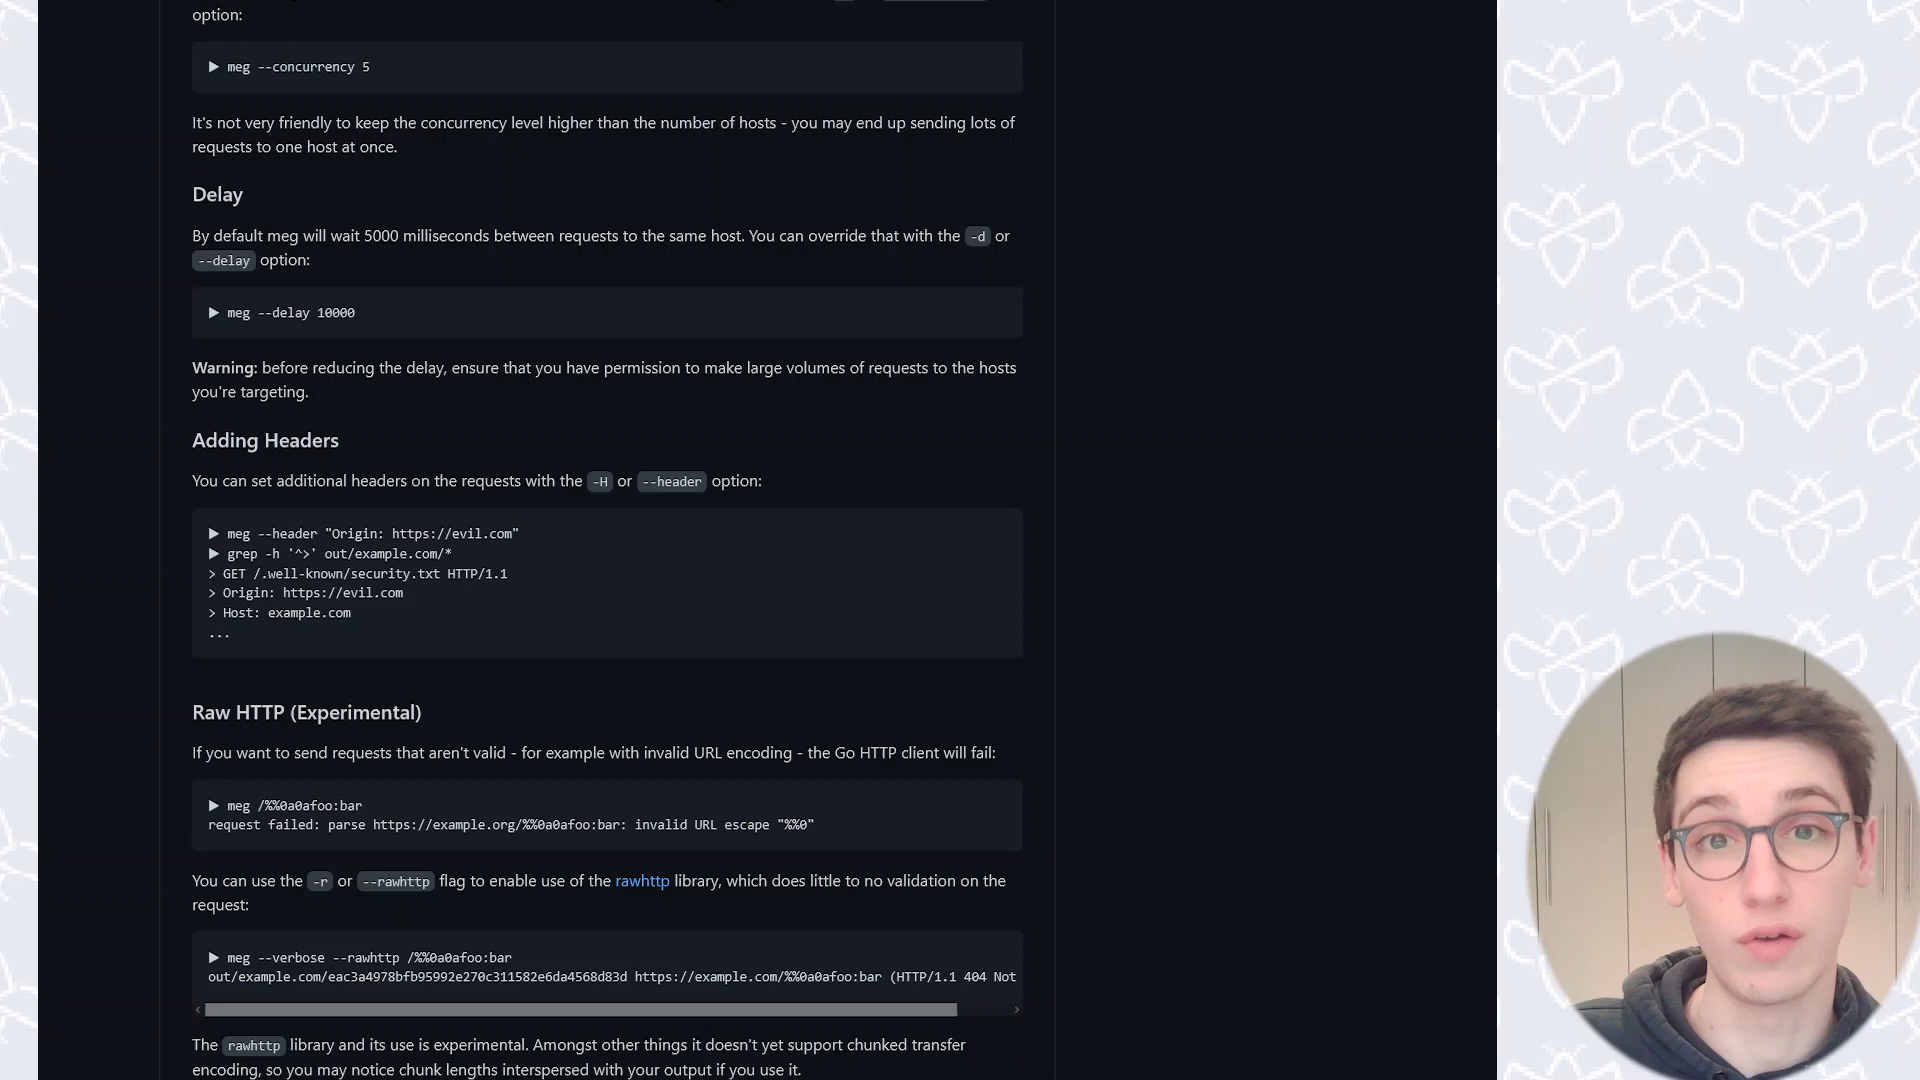 option:
▶ meg --concurrency 5
It's not very friendly to keep the concurrency level higher than the number of hosts - you may end up sending lots of
requests to one host at once.
Delay
By default meg will wait 5000 milliseconds between requests to the same host. You can override that with the -d or
--delay option:
▶ meg --delay 10000
Warning: before reducing the delay, ensure that you have permission to make large volumes of requests to the hosts
you're targeting.
Adding Headers
You can set additional headers on the requests with the -H or --header option:
▶ meg --header "Origin: https://evil.com"
▶ grep -h '^>' out/example.com/*
> GET /.well-known/security.txt HTTP/1.1
> Origin: https://evil.com
> Host: example.com
...
Raw HTTP (Experimental)
If you want to send requests that aren't valid - for example with invalid URL encoding - the Go HTTP client will fail:
▶ meg /%%0a0afoo:bar
request failed: parse https://example.org/%%0a0afoo:bar: invalid URL escape "%%0"
You can use the -r or --rawhttp flag to enable use of the rawhttp library, which does little to no validation on the
request:
▶ meg --verbose --rawhttp /%%0a0afoo:bar
out/example.com/eac3a4978bfb95992e270c311582e6da4568d83d https://example.com/%%0a0afoo:bar (HTTP/1.1 404 Not
The rawhttp library and its use is experimental. Amongst other things it doesn't yet support chunked transfer
encoding, so you may notice chunk lengths interspersed with your output if you use it.